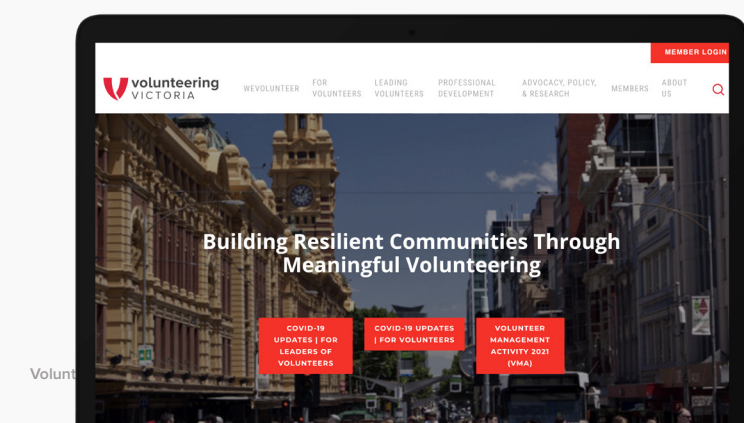 MEMBER LOGIN
volunteering
VICTORIA
WEVOLUNTEER
FOR
VOLUNTEERS
LEADING
VOLUNTEERS
PROFESSIONAL
DEVELOPMENT
ADVOCACY, POLICY,
& RESEARCH
MEMBERS
ABOUT
US
Building Resilient Communities Through
Meaningful Volunteering
COVID-19
UPDATES | FOR
LEADERS OF
VOLUNTEERS
COVID-19 UPDATES
| FOR VOLUNTEERS
VOLUNTEER
MANAGEMENT
ACTIVITY 2021
(VMA)
Volunt